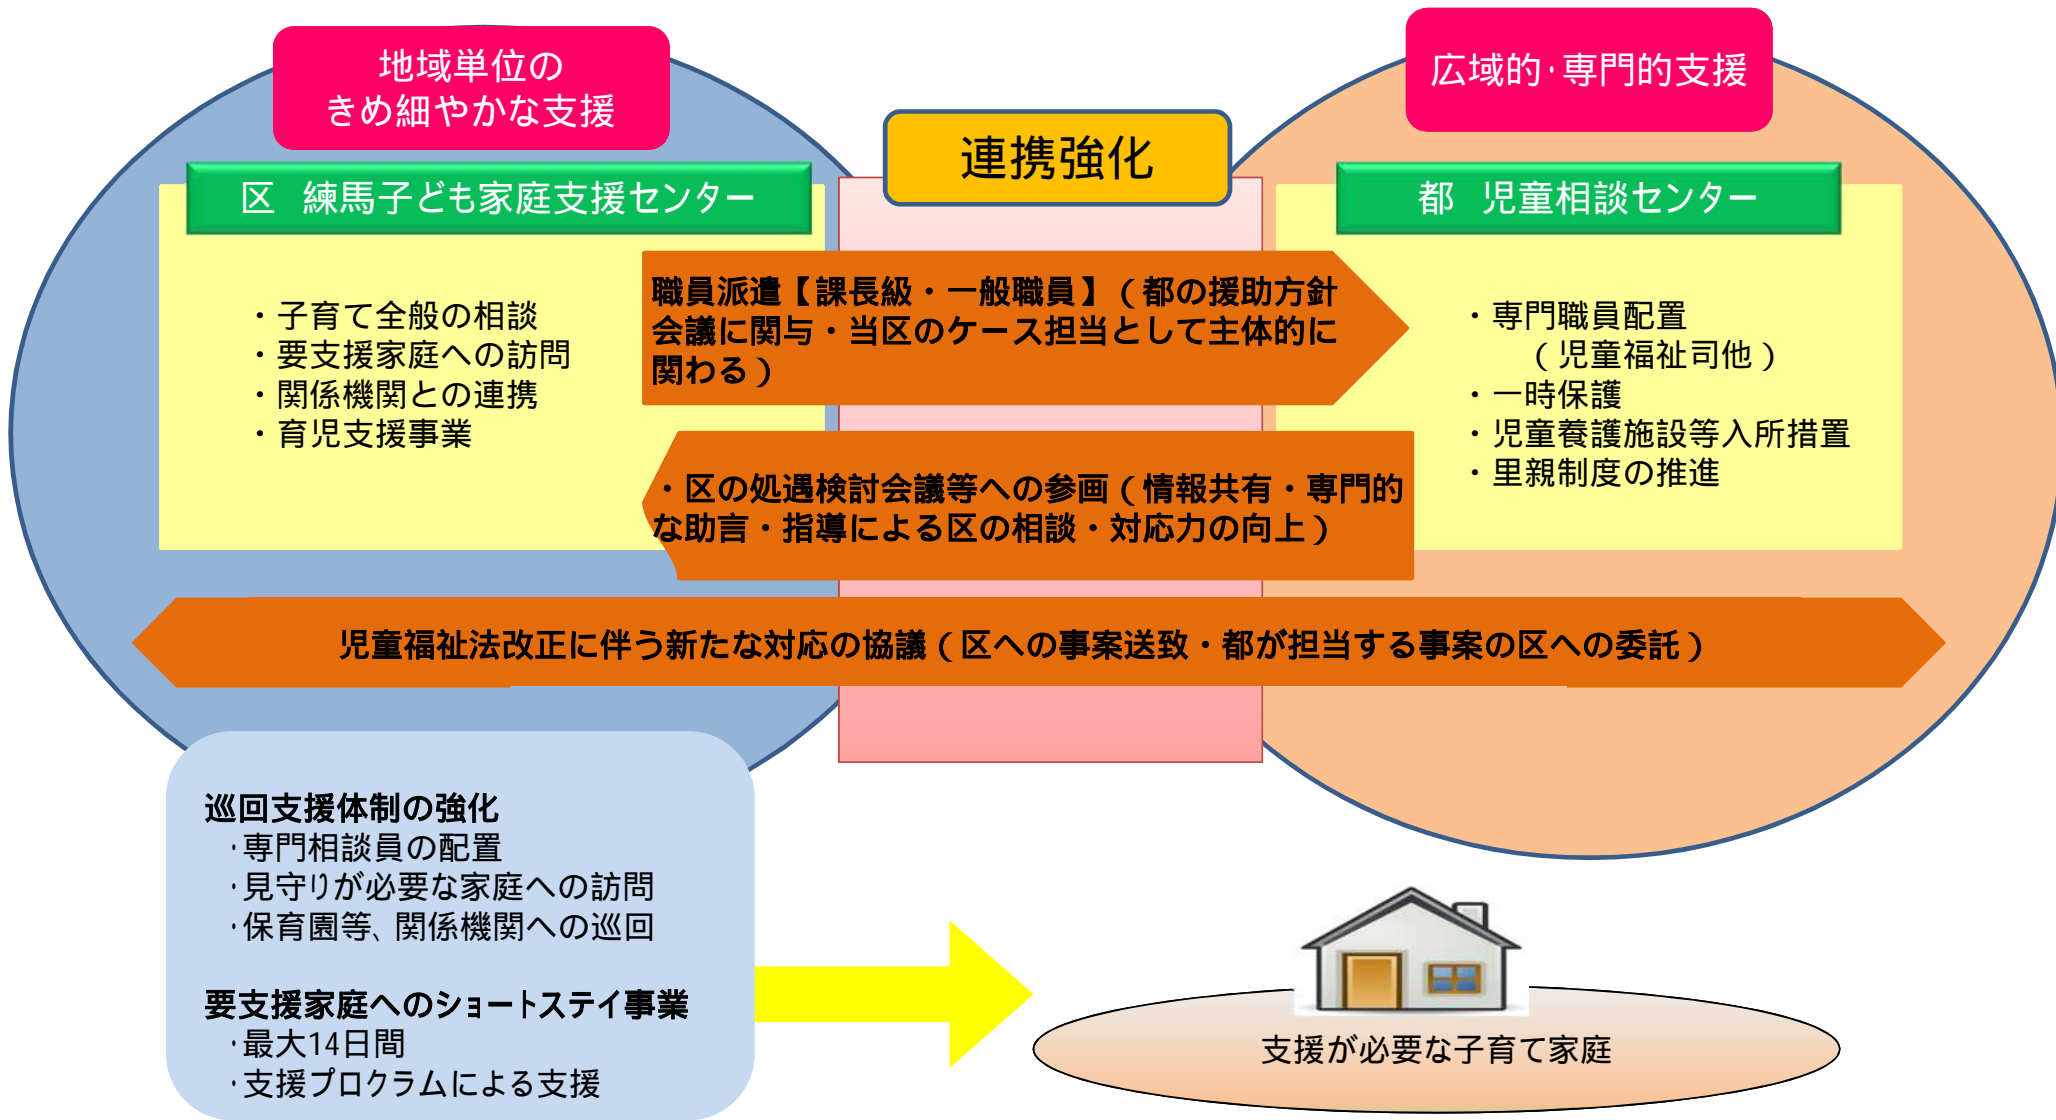 地域単位の
きめ細やかな支援
区　練馬子ども家庭支援センター
・子育て全般の相談
・要支援家庭への訪問
・関係機関との連携
・育児支援事業
連携強化
職員派遣【課長級・一般職員】（都の援助方針
会議に関与・当区のケース担当として主体的に
関わる）
・区の処遇検討会議等への参画（情報共有・専門的
な助言・指導による区の相談・対応力の向上）
広域的・専門的支援
都　児童相談センター
・専門職員配置
（児童福祉司他）
・一時保護
・児童養護施設等入所措置
・里親制度の推進
児童福祉法改正に伴う新たな対応の協議（区への事案送致・都が担当する事案の区への委託）
巡回支援体制の強化
・専門相談員の配置
・見守りが必要な家庭への訪問
・保育園等、関係機関への巡回
要支援家庭へのショートステイ事業
・最大14日間
・支援プログラムによる支援
支援が必要な子育て家庭